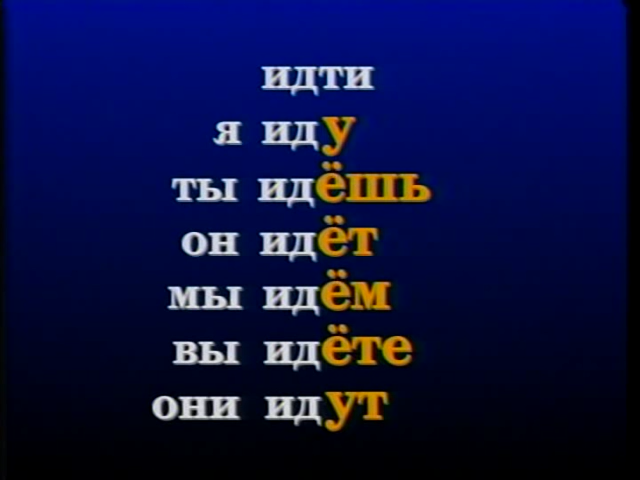 идти
я иду
ты идёшь
он идёт
мы идём
вы идёте
они идут